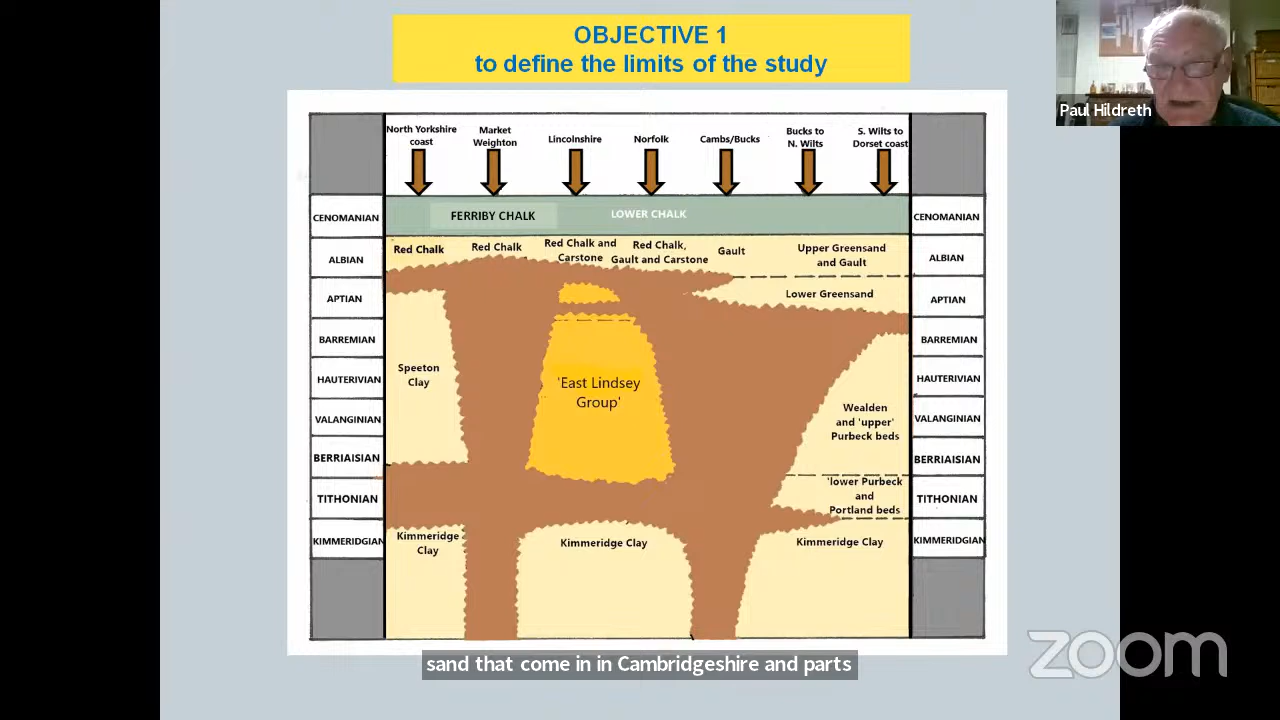 OBJECTIVE 1
to define the limits of the study
Paul Hildreth
North Yorkshire
coast
Market
Weighton
Lincolnshire
Norfolk
Cambs/Bucks
Bucks to
N. Wilts
S. Wilts to
Dorset coast
CENOMANIAN
FERRIBY CHALK
LOWER CHALK
CENOMANIAN
ALBIAN
Red Chalk
Red Chalk
Red Chalk and
Carstone
Red Chalk,
Gault and Carstone
Gault
Upper Greensand
and Gault
ALBIAN
APTIAN
Lower Greensand
APTIAN
BARREMIAN
BARREMIAN
HAUTERIVIAN
Speeton
Clay
'East Lindsey
Group'
HAUTERIVIAN
VALANGINIAN
Wealden
and 'upper'
Purbeck beds
VALANGINIAN
BERRIAISIAN
BERRIAISIAN
TITHONIAN
'lower Purbeck
and
Portland beds
TITHONIAN
KIMMERIDGIAN
Kimmeridge
Clay
Kimmeridge Clay
Kimmeridge Clay
KIMMERIDGIAN
sand that come in in Cambridgeshire and parts
zoom